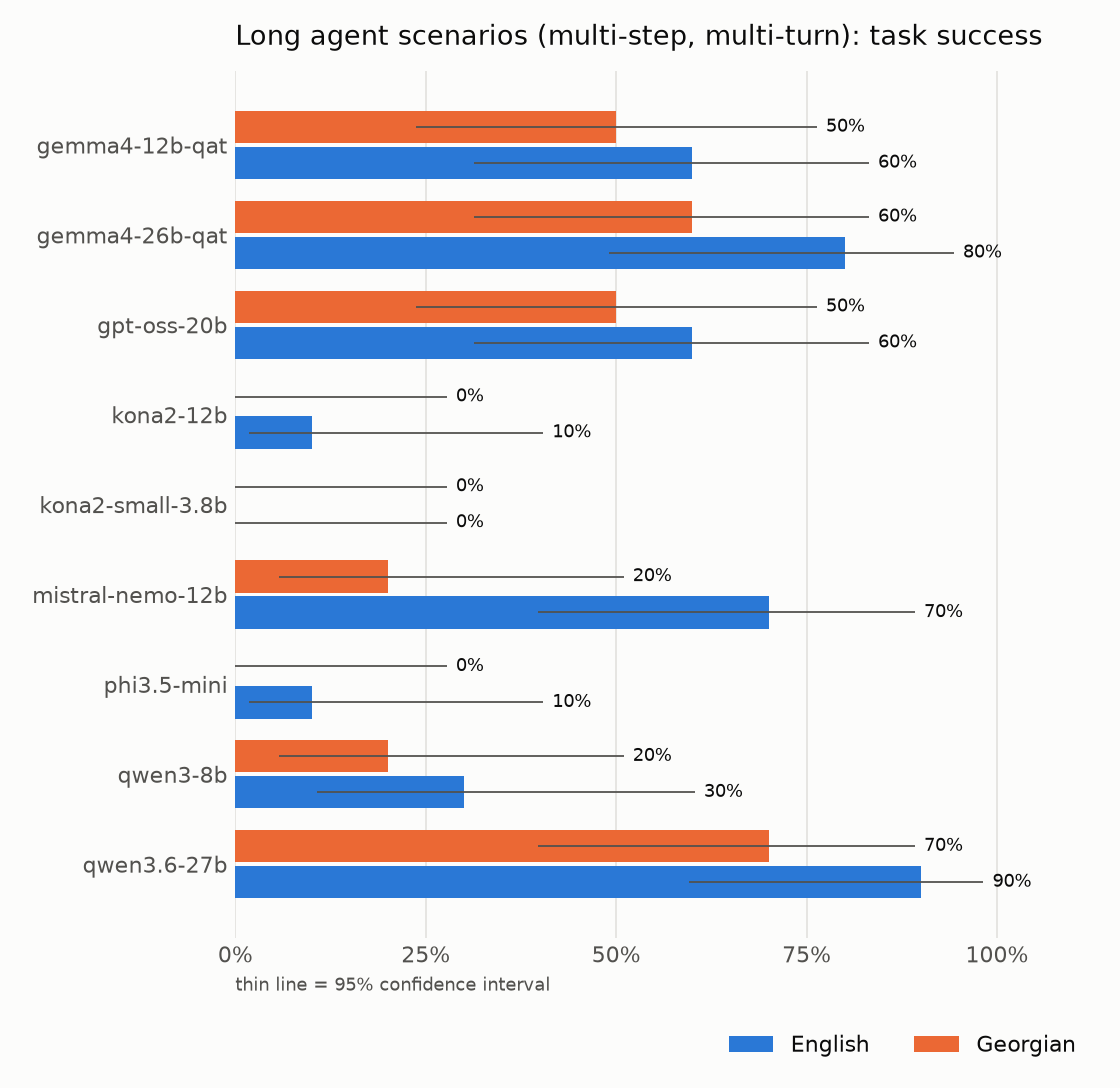 Long agent scenarios (multi-step, multi-turn): task success
gemma4-12b-qat
50%
60%
gemma4-26b-qat
60%
80%
gpt-oss-20b
50%
60%
kona2-12b
0%
10%
kona2-small-3.8b
0%
0%
mistral-nemo-12b
20%
70%
phi3.5-mini
0%
10%
qwen3-8b
20%
30%
qwen3.6-27b
70%
90%
0% 25% 50% 75% 100%
thin line = 95% confidence interval
English Georgian